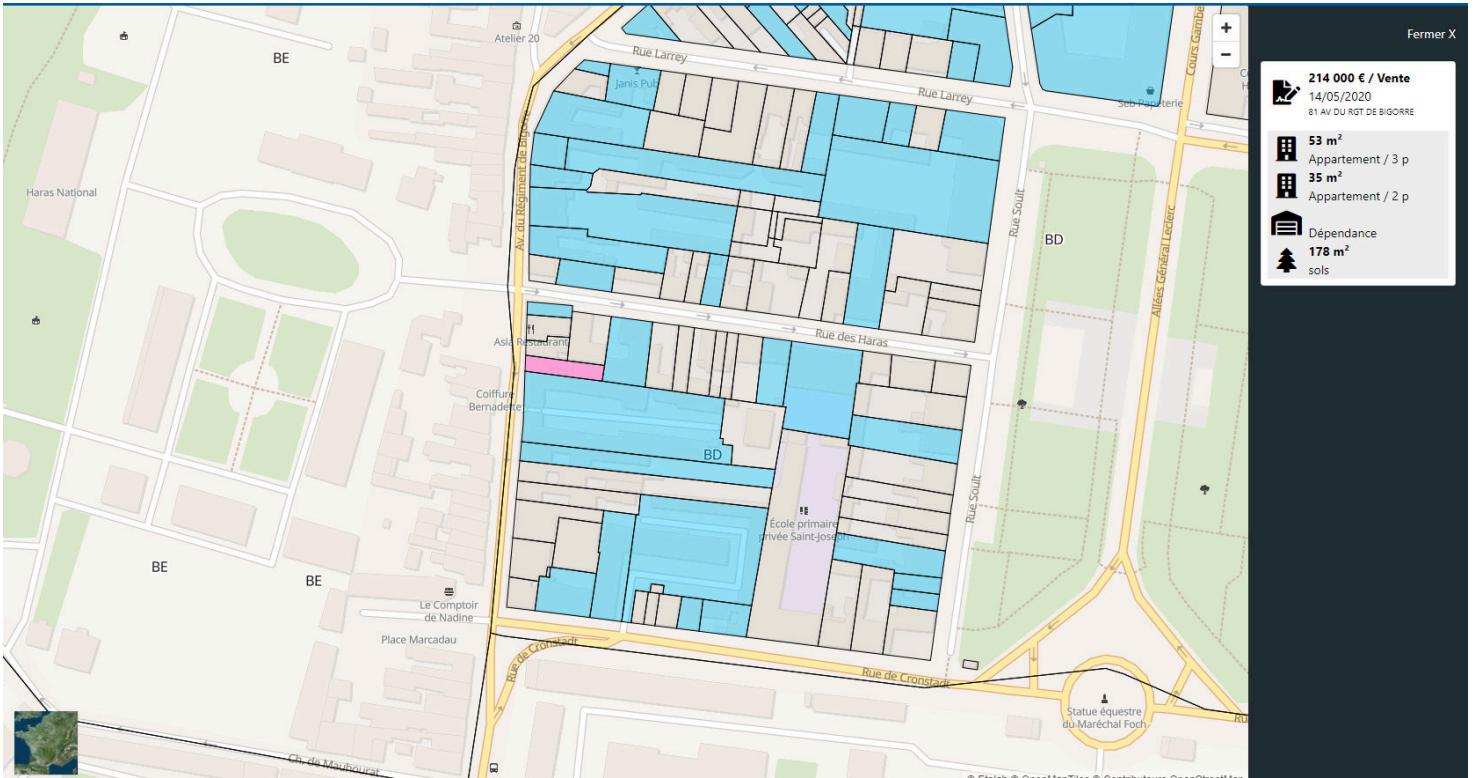 Atelier 20
BE
Haras National
Av. du Régiment de Bigorre
Rue Larrey
Janis Pub
Rue Larrey
Seb Papeterie
Cours Gambe
+
−
Rue Soult
BD
Allées Général Leclerc
Rue des Haras
Asia Restaurant
Coiffure
Bernadette
BD
École primaire
privée Saint-Joseph
Rue Soult
BE
BE
Le Comptoir
de Nadine
Place Marcadau
Rue de Cronstadt
Rue de Cronstadt
Statue équestre
du Maréchal Foch
Ch. de Mauhourat
Fermer X
214 000 € / Vente
14/05/2020
81 AV DU RGT DE BIGORRE
53 m²
Appartement / 3 p
35 m²
Appartement / 2 p
Dépendance
178 m²
sols